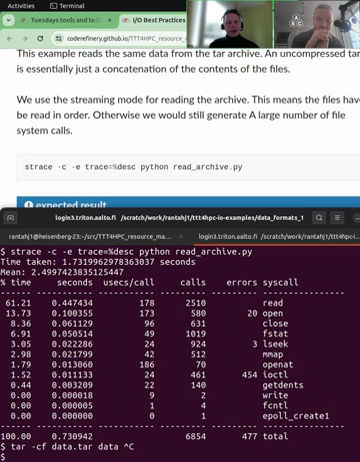 Activities Terminal
Tuesdays tools and tech
I/O Best Practices
coderefinery.github.io/TTT4HPC_resource_
This example reads the same data from the tar archive. An uncompressed tar
is essentially just a concatenation of the contents of the files.
We use the streaming mode for reading the archive. This means the files have
be read in order. Otherwise we would still generate A large number of file
system calls.
strace -c -e trace=%desc python read_archive.py
expected result
login3.triton.aalto.fi /scratch/work/rantahj1/ttt4hpc-io-examples/data_formats_1
rantahj1@heisenberg-23:~/src/TTT4HPC_resource_ma...
login3.triton.aalto.fi /scratch/work/rantahj1/ttt4hpc-io...
$ strace -c -e trace=%desc python read_archive.py
Time taken: 1.7319962978363037 seconds
Mean: 2.4997423835125447
% time seconds usecs/call calls errors syscall
------ ----------- ----------- --------- --------- ----------------
61.21 0.447434 178 2510 read
13.73 0.100355 173 580 20 open
8.36 0.061129 96 631 close
6.91 0.050514 49 1019 fstat
3.05 0.022286 24 924 3 lseek
2.98 0.021799 42 512 mmap
1.79 0.013060 186 70 openat
1.52 0.011133 24 461 454 ioctl
0.44 0.003209 22 140 getdents
0.00 0.000018 9 2 write
0.00 0.000005 1 4 fcntl
0.00 0.000000 0 1 epoll_create1
------ ----------- ----------- --------- --------- ----------------
100.00 0.730942 6854 477 total
$ tar -cf data.tar data ^C
$